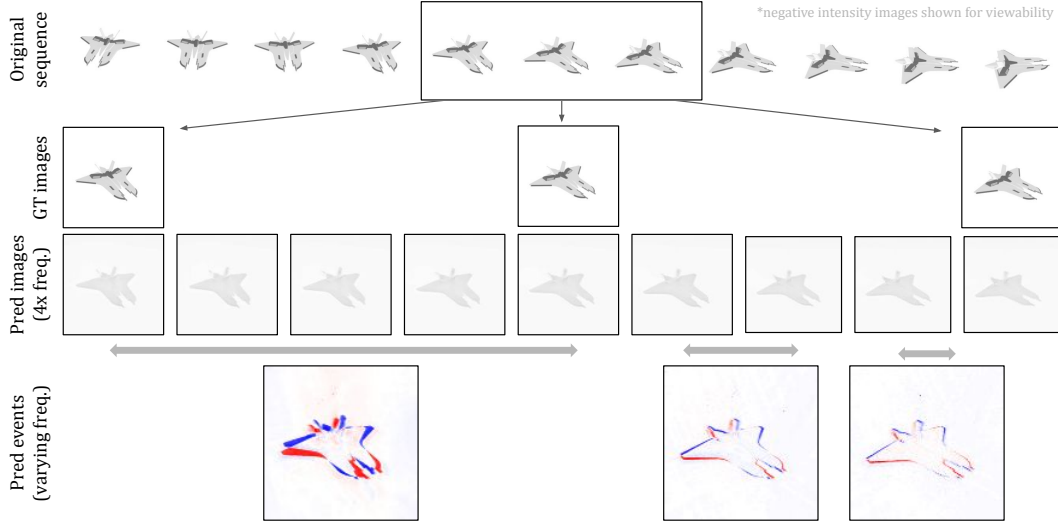 *negative intensity images shown for viewability
Original
sequence
GT images
Pred images
(4x freq.)
Pred events
(varying freq.)